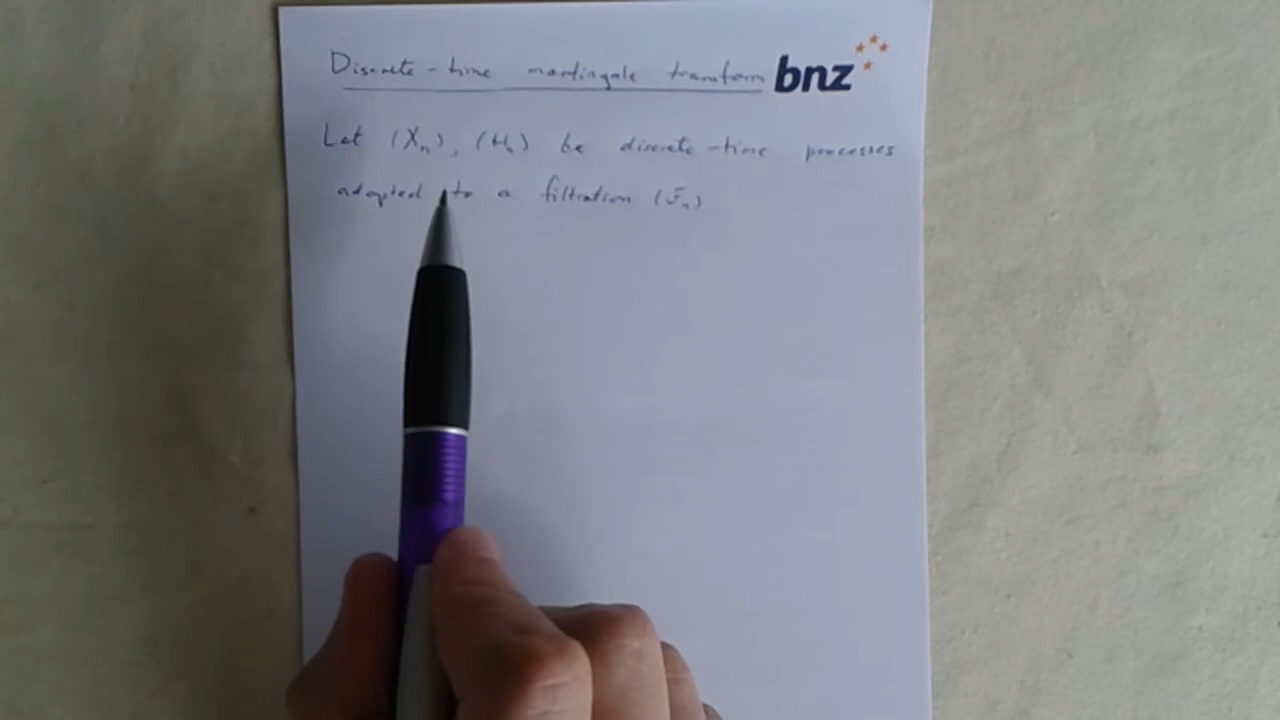 Discrete-time martingale transform bnz
Let (Xₙ), (Hₙ) be discrete-time processes
adapted to a filtration (ℱₙ)